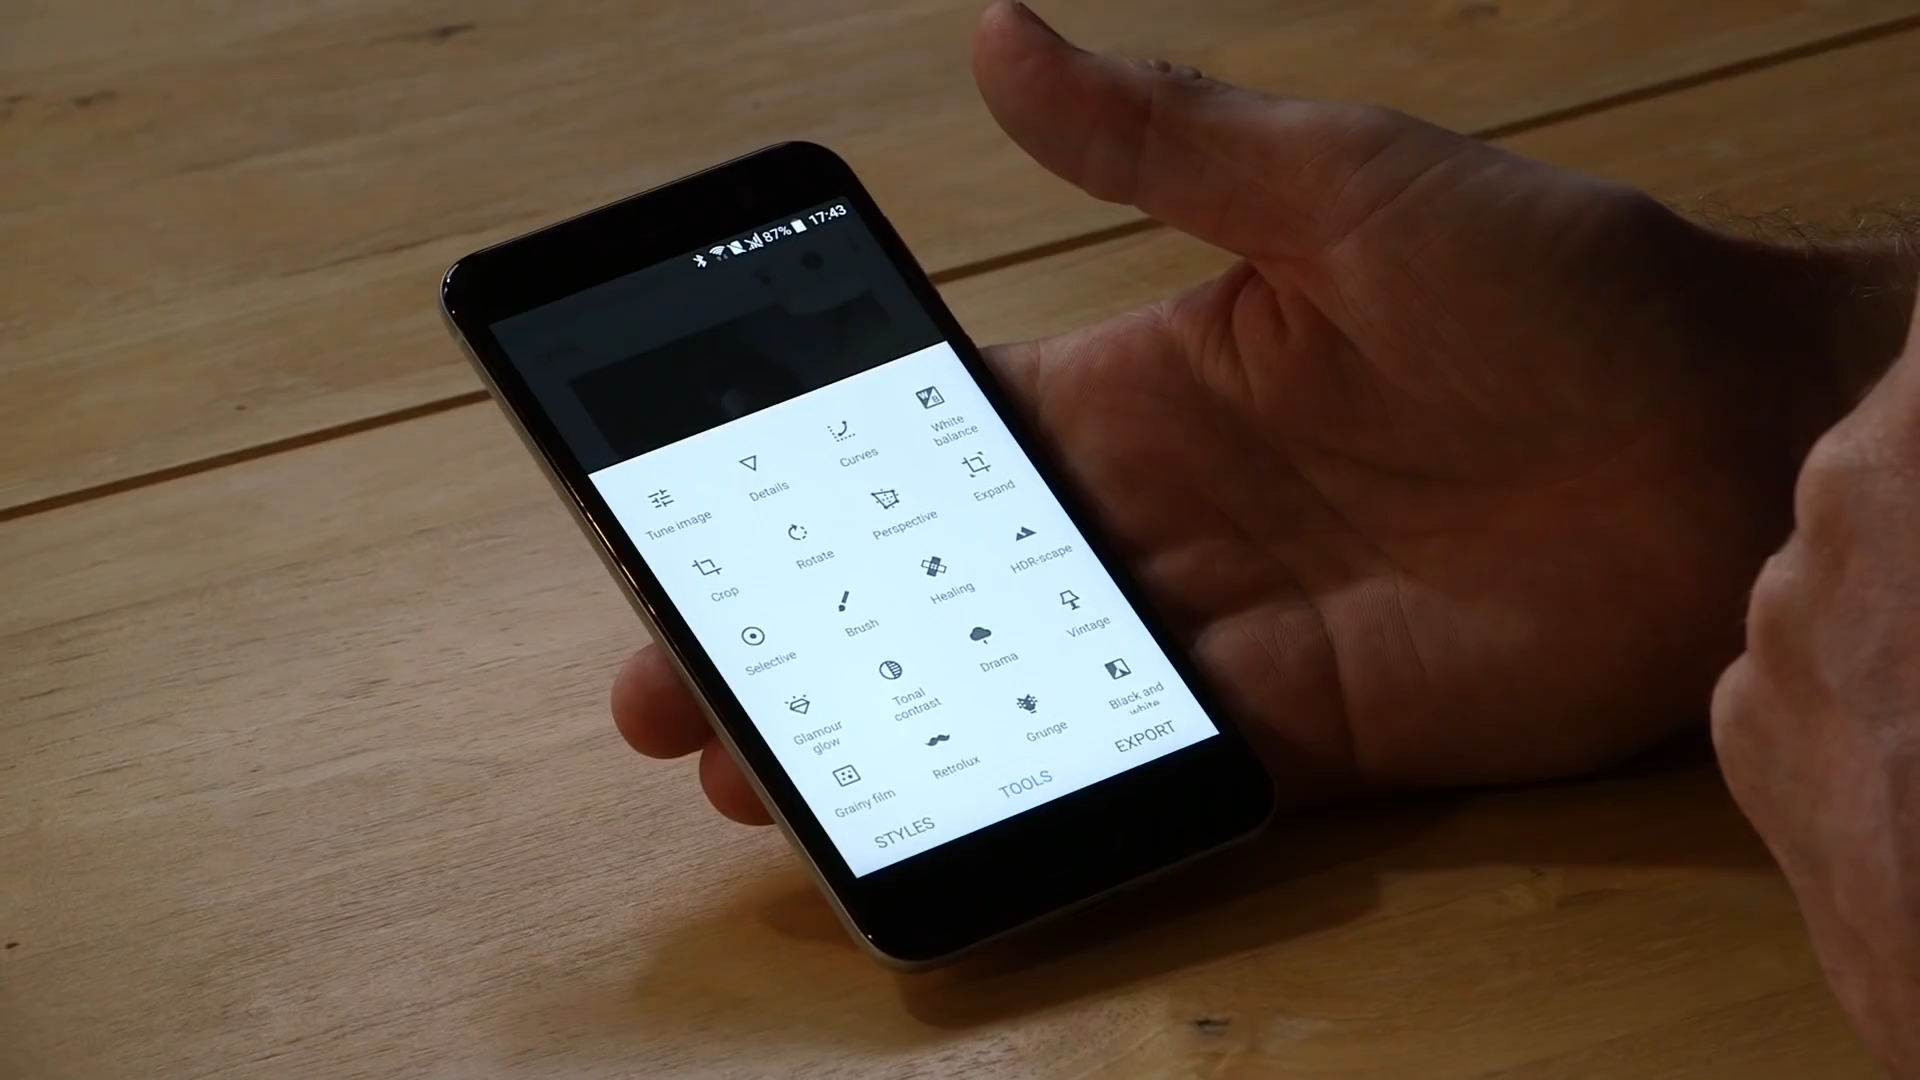 87% 17:43
Tune image
Details
Curves
White
balance
Crop
Rotate
Perspective
Expand
Selective
Brush
Healing
HDR-scape
Glamour
glow
Tonal
contrast
Drama
Vintage
Grainy film
Retrolux
Grunge
Black and
white
STYLES
TOOLS
EXPORT